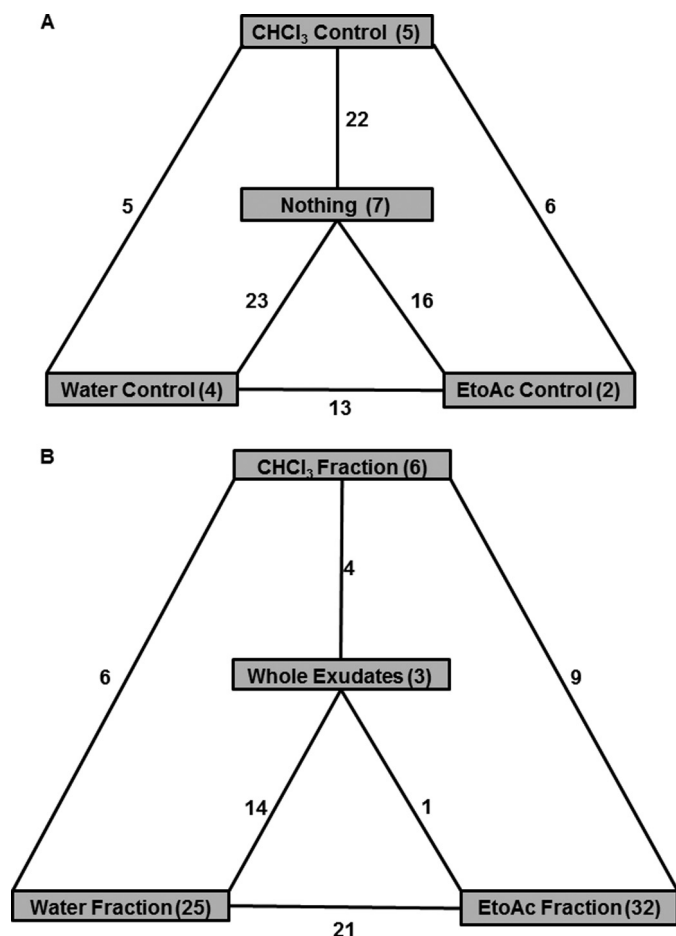 A
CHCl₃ Control (5)
22
Nothing (7)
5
6
23
16
Water Control (4)
EtoAc Control (2)
13
B
CHCl₃ Fraction (6)
4
Whole Exudates (3)
6
9
14
1
Water Fraction (25)
EtoAc Fraction (32)
21